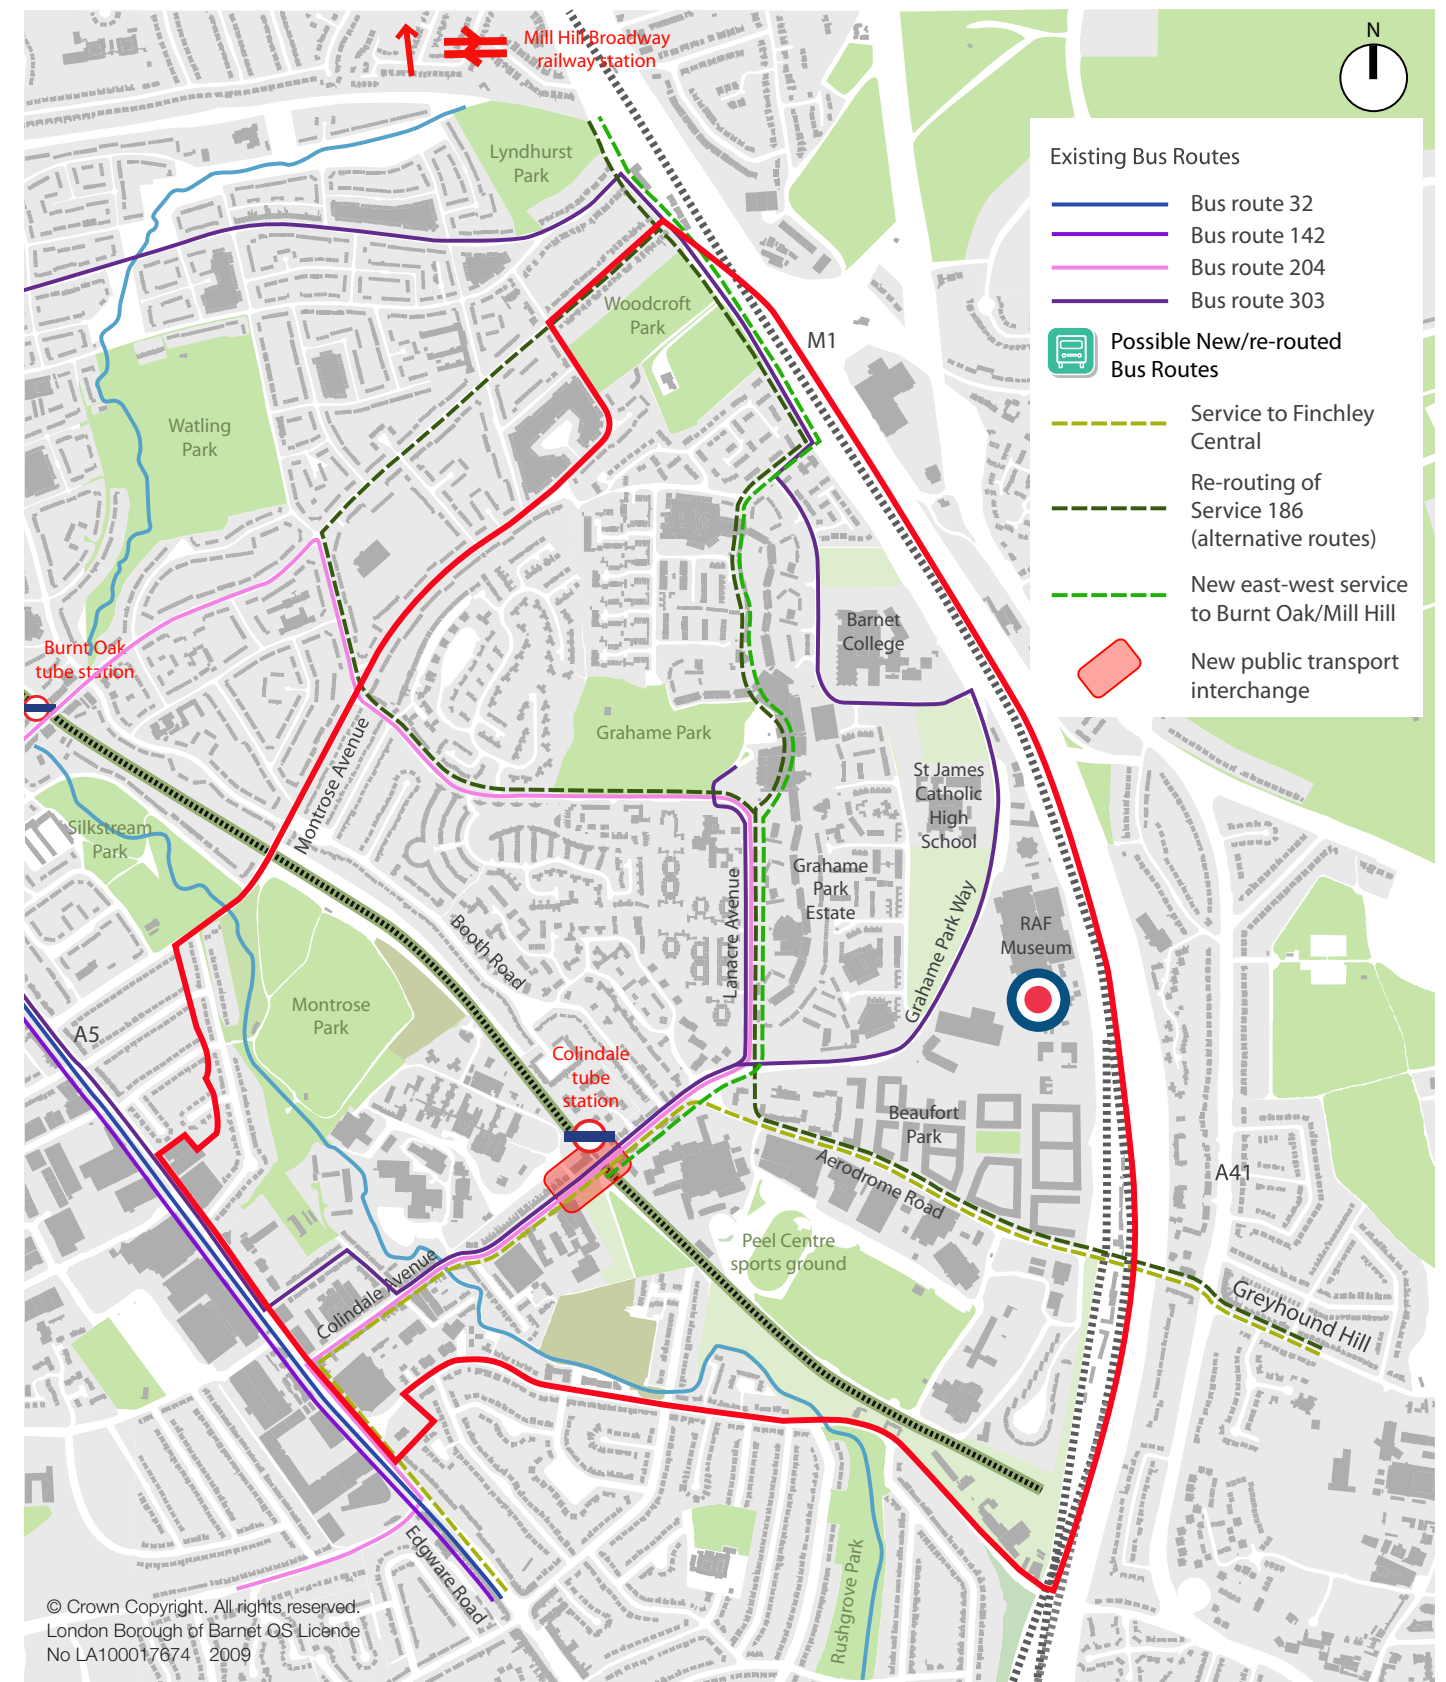 Mill Hill Broadway
railway station
N
Existing Bus Routes
Bus route 32
Bus route 142
Bus route 204
Bus route 303
Possible New/re-routed
Bus Routes
Service to Finchley
Central
Re-routing of
Service 186
(alternative routes)
New east-west service
to Burnt Oak/Mill Hill
New public transport
interchange
Lyndhurst
Park
Woodcroft
Park
M1
Watling
Park
Barnet
College
Burnt Oak
tube station
Grahame Park
Montrose Avenue
St James
Catholic
High
School
Silkstream
Park
Grahame
Park
Estate
Lanacre Avenue
Grahame Park Way
RAF
Museum
Booth Road
Montrose
Park
A5
Colindale
tube
station
Beaufort
Park
Aerodrome Road
A41
Peel Centre
sports ground
Colindale Avenue
Greyhound Hill
Edgware Road
Rushgrove Park
© Crown Copyright. All rights reserved.
London Borough of Barnet OS Licence
No LA100017674 2009